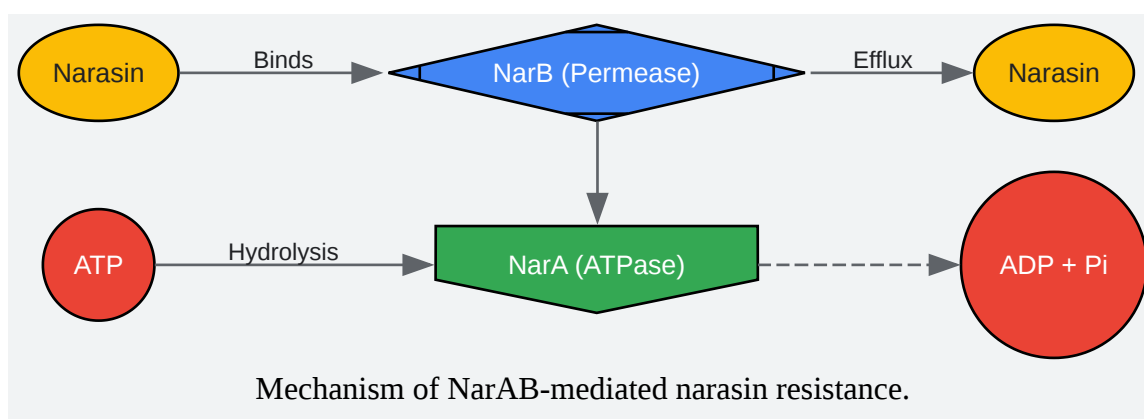 Narasin
Binds
NarB (Permease)
Efflux
Narasin
ATP
Hydrolysis
NarA (ATPase)
ADP + Pi
Mechanism of NarAB-mediated narasin resistance.